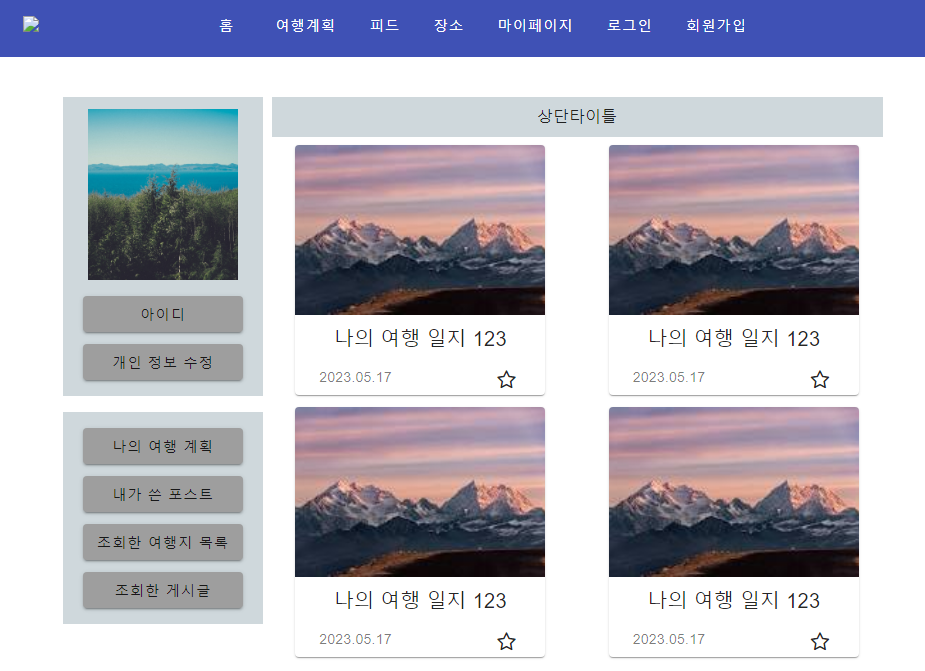 홈 여행계획 피드 장소 마이페이지 로그인 회원가입
상단타이틀
아이디
개인 정보 수정
나의 여행 계획
내가 쓴 포스트
조회한 여행지 목록
조회한 게시글
나의 여행 일지 123
2023.05.17
나의 여행 일지 123
2023.05.17
나의 여행 일지 123
2023.05.17
나의 여행 일지 123
2023.05.17